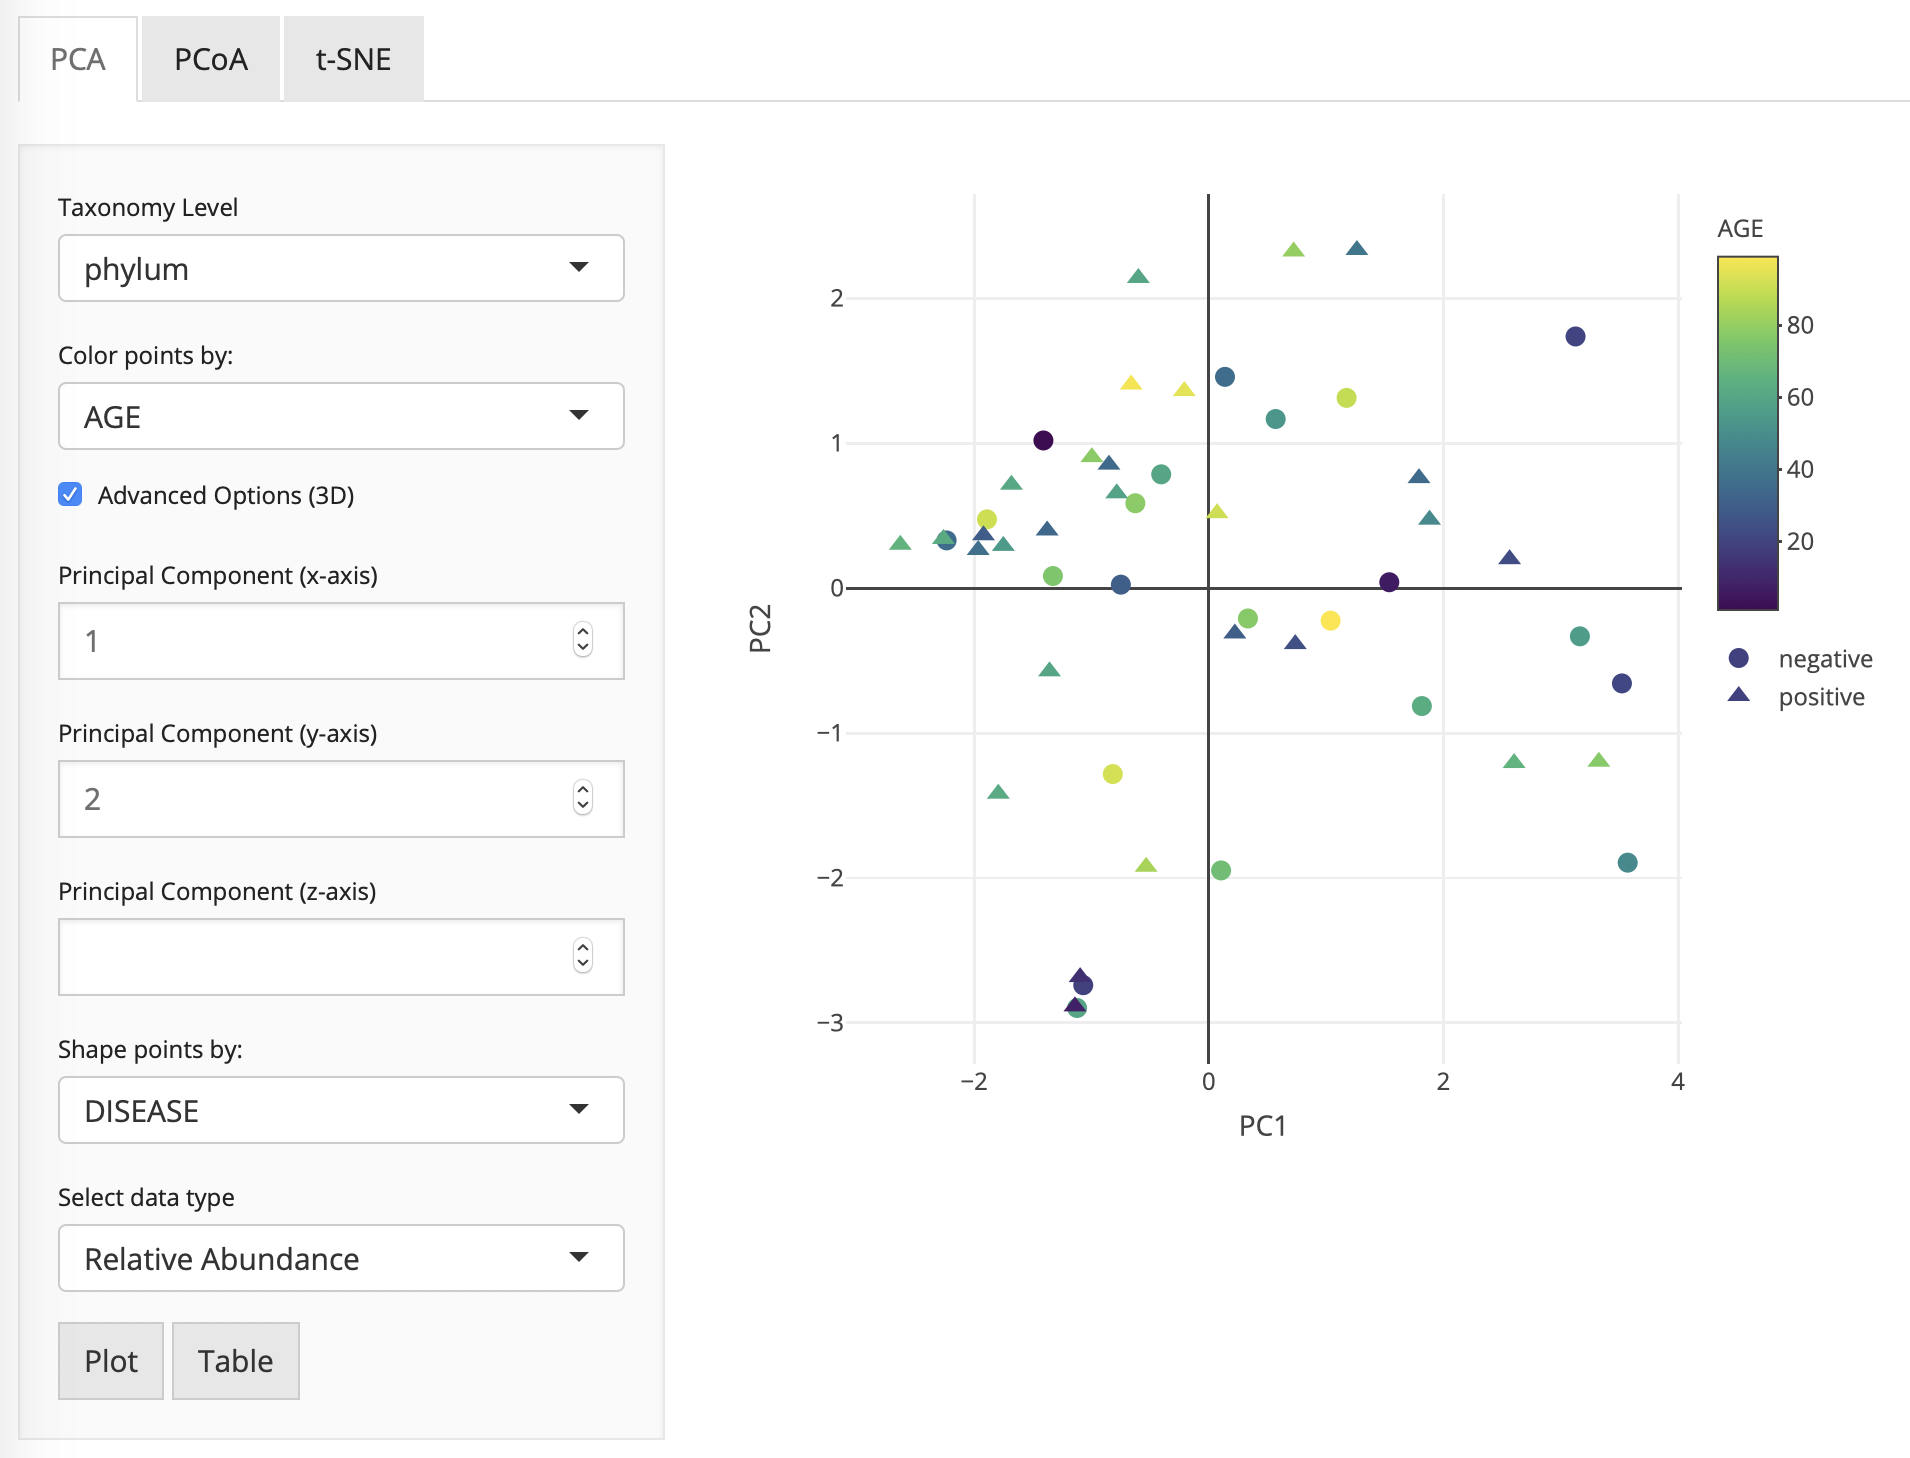 PCA PCoA t-SNE
Taxonomy Level
phylum
Color points by:
AGE
Advanced Options (3D)
Principal Component (x-axis)
1
Principal Component (y-axis)
2
Principal Component (z-axis)
Shape points by:
DISEASE
Select data type
Relative Abundance
Plot Table
2
1
0
−1
−2
−3
PC2
−2 0 2 4
PC1
AGE
80
60
40
20
negative
positive